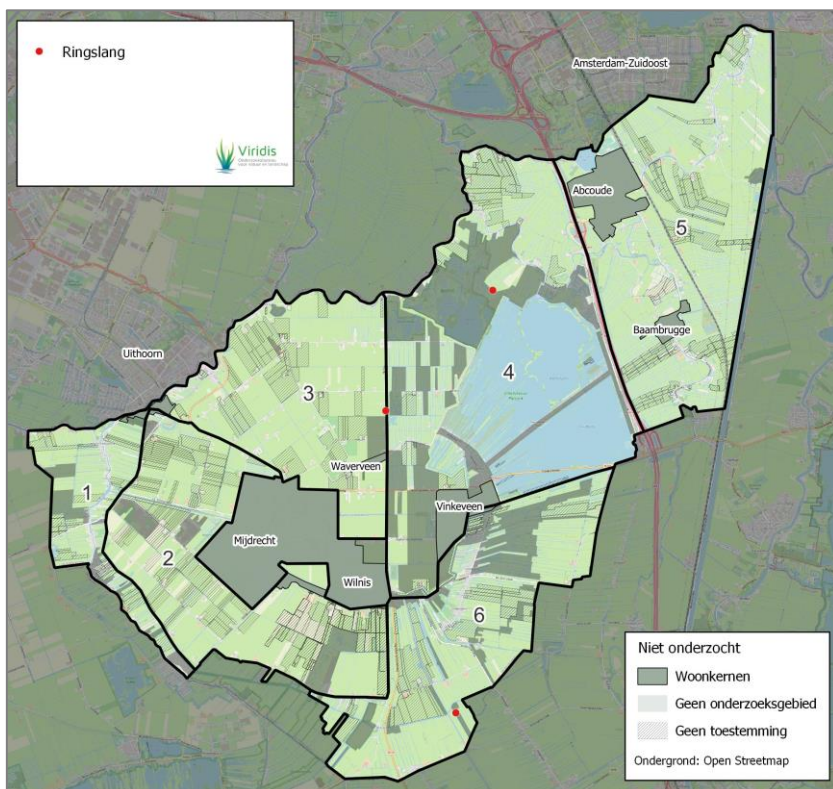 Ringslang
Viridis
Amsterdam-Zuidoost
Abcoude
5
Baambrugge
Uithoorn
3
4
Waverveen
1
Vinkeveen
Mijdrecht
2
Wilnis
6
Niet onderzocht
Woonkernen
Geen onderzoeksgebied
Geen toestemming
Ondergrond: Open Streetmap